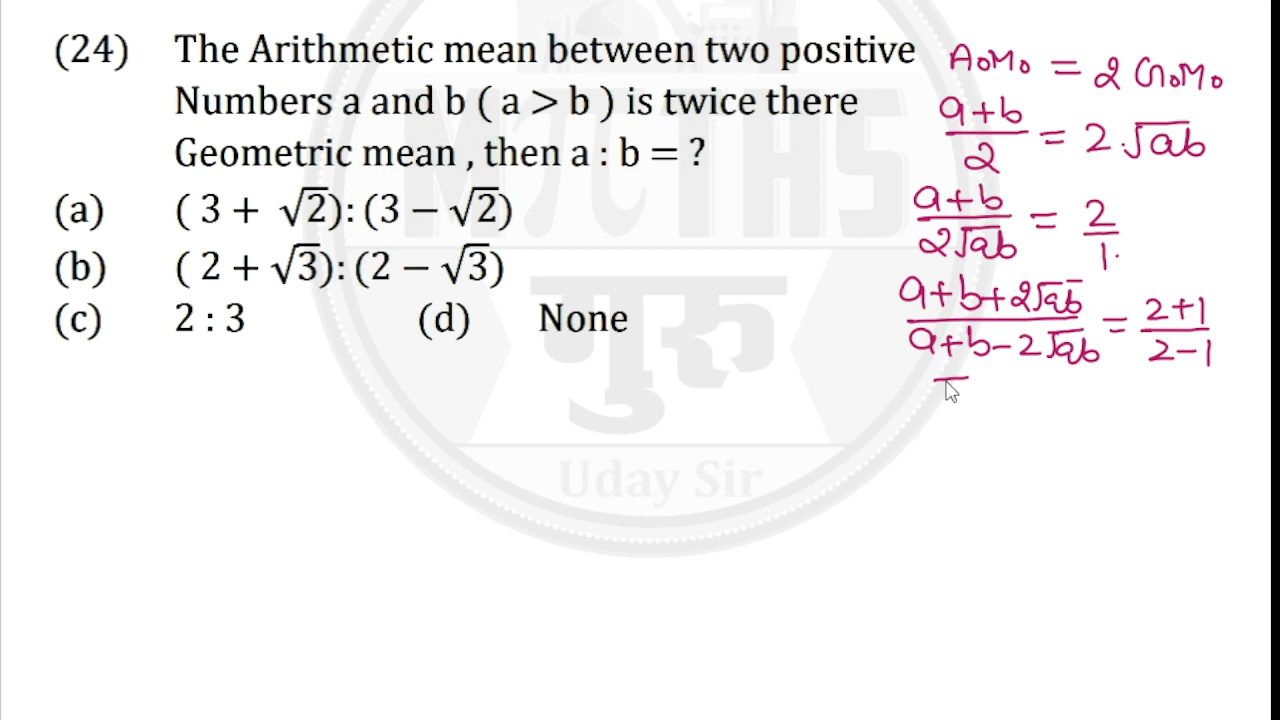 (24) The Arithmetic mean between two positive
Numbers a and b ( a > b ) is twice there
Geometric mean , then a : b = ?
(a) ( 3 + √2): (3 − √2)
(b) ( 2 + √3): (2 − √3)
(c) 2 : 3 (d) None
A.M. = 2 G.M.
a+b/2 = 2.√ab
a+b/2√ab = 2/1.
a+b+2√ab/a+b−2√ab = 2+1/2−1
MATHS
गुरु
Uday Sir